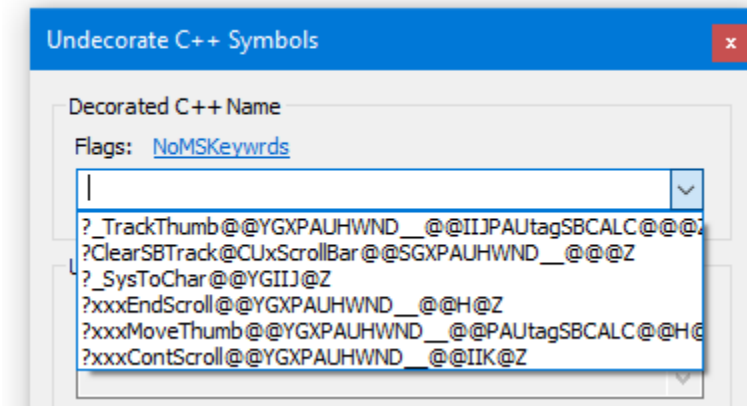 Undecorate C++ Symbols
x
Decorated C++ Name
Flags: NoMSKeywrds
?_TrackThumb@@YGXPAUHWND__@@IIJPAUtagSBCALC@@@Z
?ClearSBTrack@CUxScrollBar@@SGXPAUHWND__@@@Z
?_SysToChar@@YGIIJ@Z
?xxxEndScroll@@YGXPAUHWND__@@H@Z
?xxxMoveThumb@@YGXPAUHWND__@@PAUtagSBCALC@@H@
?xxxContScroll@@YGXPAUHWND__@@IIK@Z